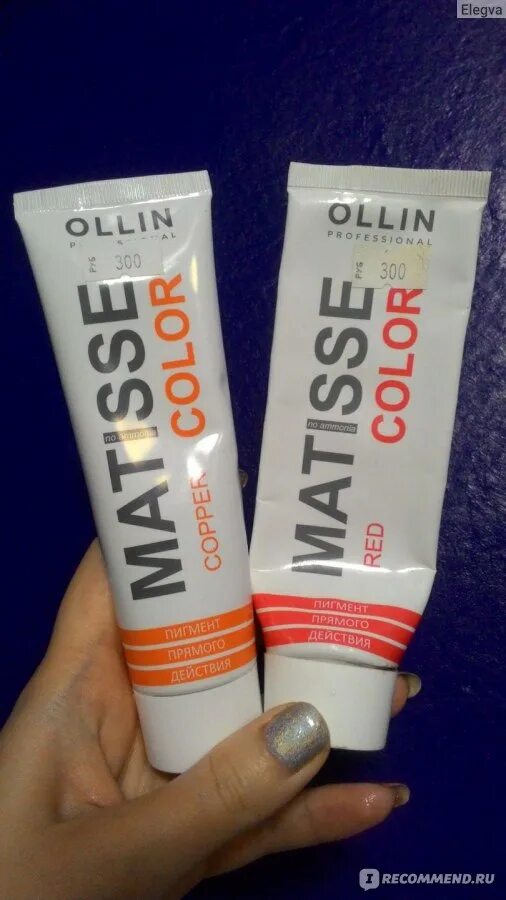 Elegva
OLLIN
PROFESSIONAL
РУБ 300
MATISSE
no ammonia
COLOR
COPPER
ПИГМЕНТ
ПРЯМОГО
ДЕЙСТВИЯ
OLLIN
PROFESSIONAL
РУБ 300
MATISSE
no ammonia
COLOR
RED
ПИГМЕНТ
ПРЯМОГО
ДЕЙСТВИЯ
IRECOMMEND.RU